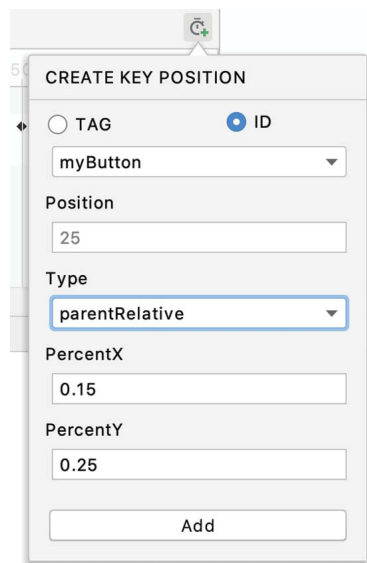 CREATE KEY POSITION
TAG ID
myButton
Position
25
Type
parentRelative
PercentX
0.15
PercentY
0.25
Add